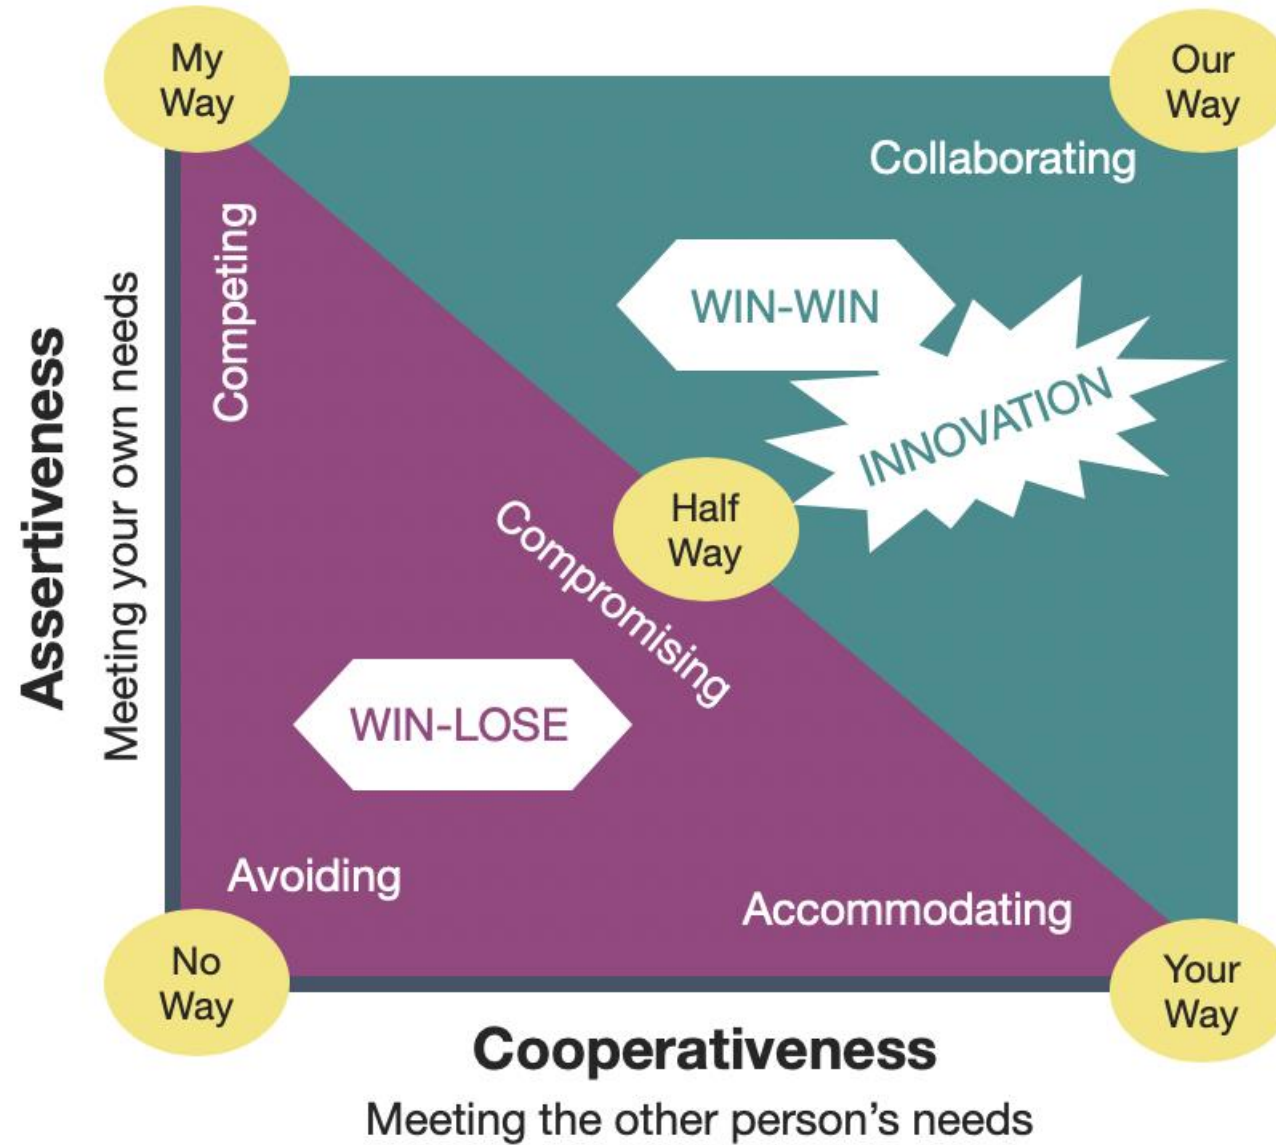 My
Way
Our
Way
Collaborating
Competing
WIN-WIN
INNOVATION
Assertiveness
Meeting your own needs
Half
Way
Compromising
WIN-LOSE
Avoiding
Accommodating
No
Way
Your
Way
Cooperativeness
Meeting the other person’s needs